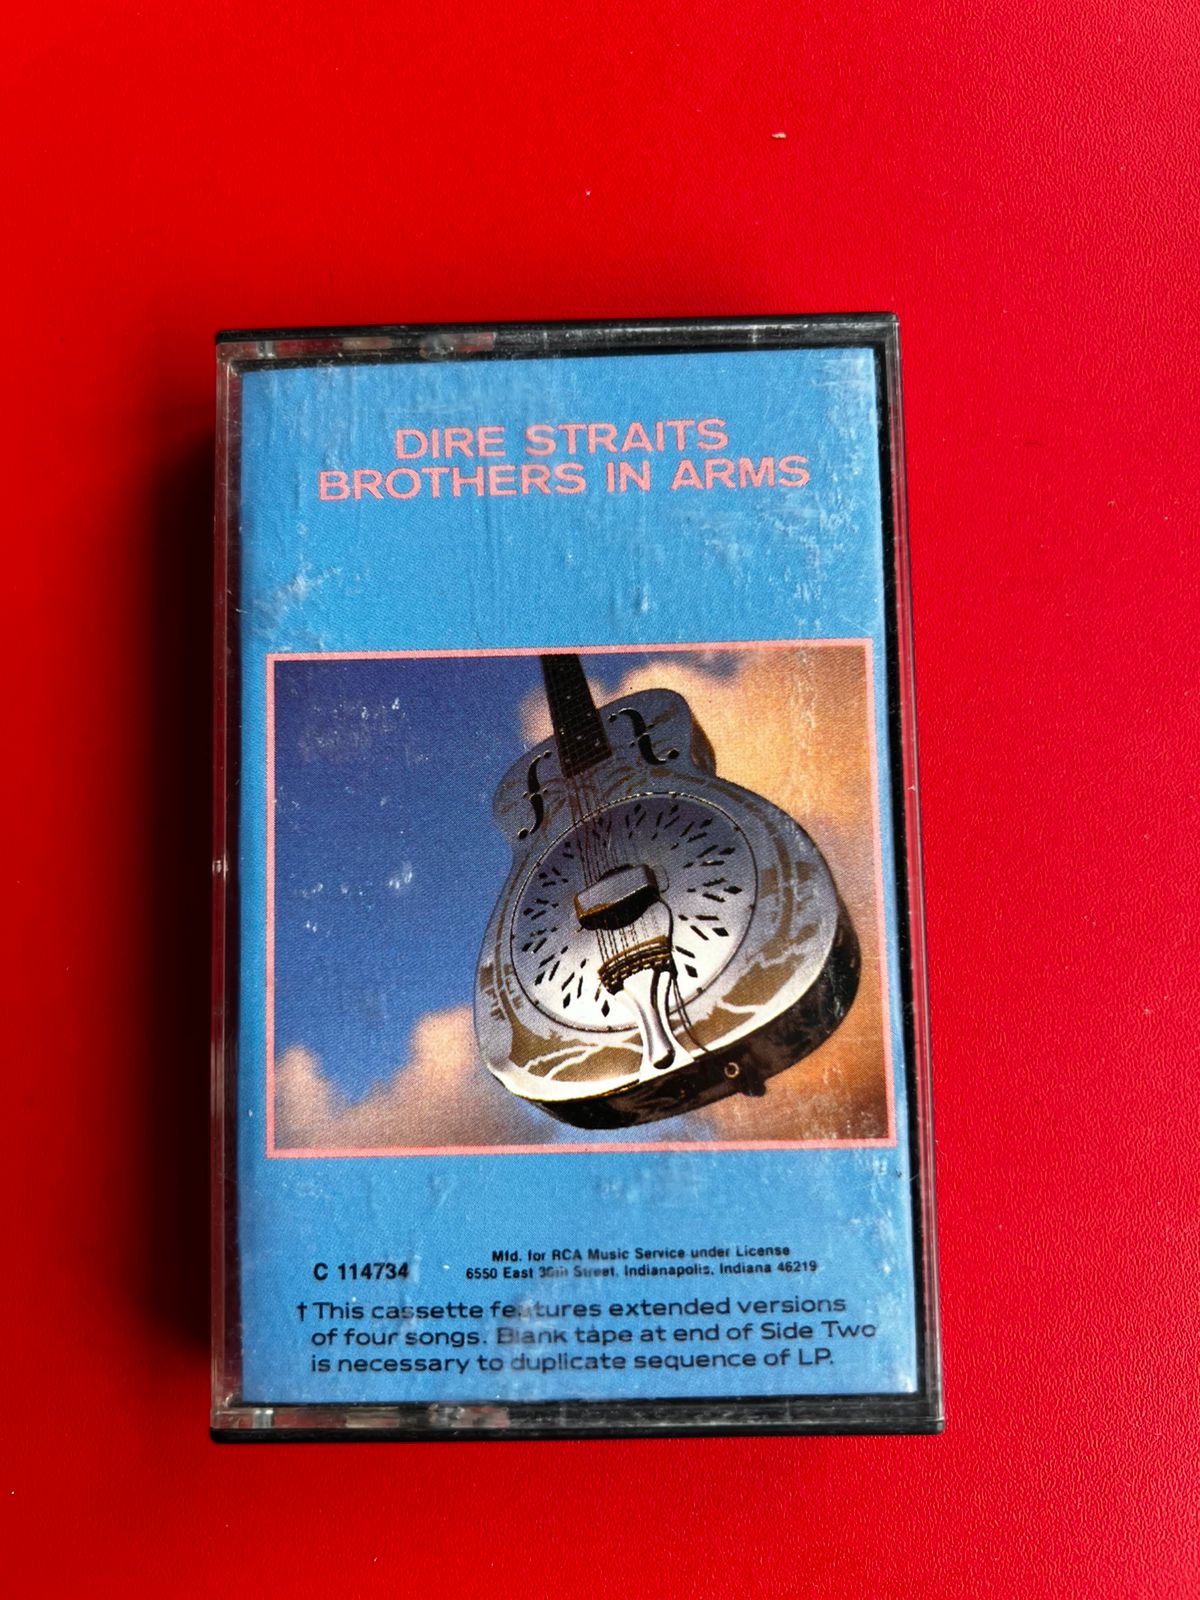 DIRE STRAITS
BROTHERS IN ARMS
C 114734
Mfd. for RCA Music Service under License
6550 East 30th Street, Indianapolis, Indiana 46219
† This cassette features extended versions
of four songs. Blank tape at end of Side Two
is necessary to duplicate sequence of LP.